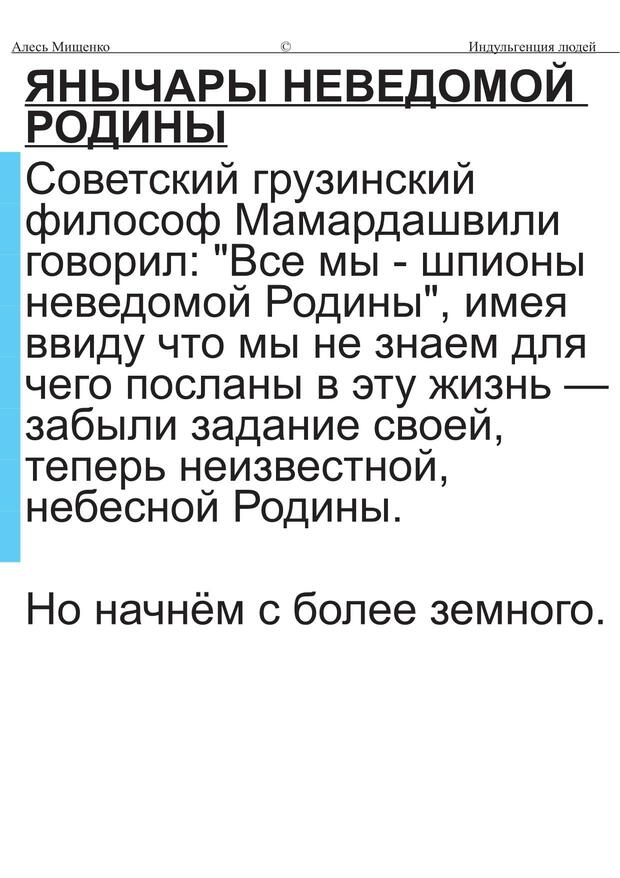 Алесь Мищенко © Индульгенция людей
ЯНЫЧАРЫ НЕВЕДОМОЙ
РОДИНЫ
Советский грузинский
философ Мамардашвили
говорил: "Все мы - шпионы
неведомой Родины", имея
ввиду что мы не знаем для
чего посланы в эту жизнь —
забыли задание своей,
теперь неизвестной,
небесной Родины.
Но начнём с более земного.